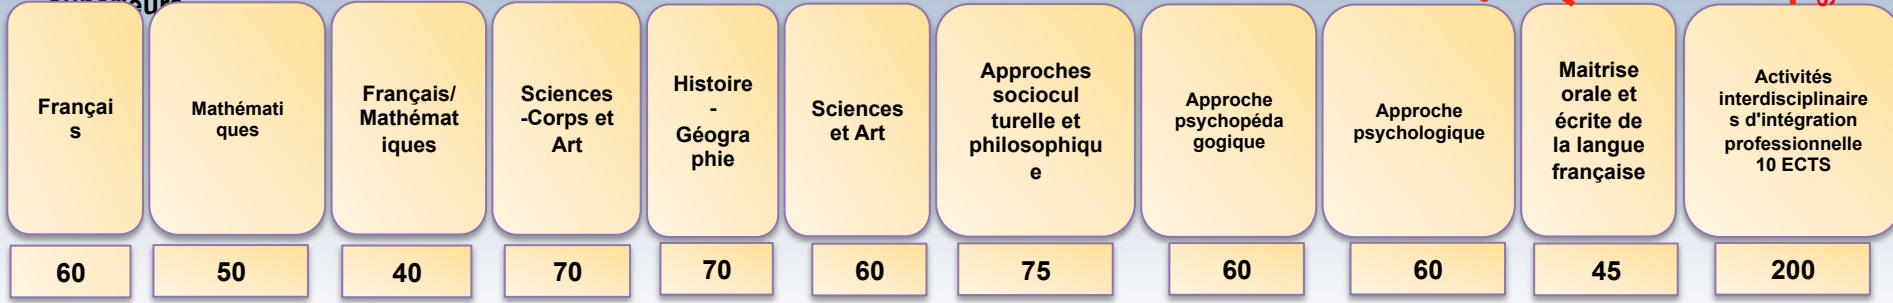 Françai
s
Mathémati
ques
Français/
Mathémat
iques
Sciences
-Corps et
Art
Histoire
-
Géogra
phie
Sciences
et Art
Approches
sociocul
turelle et
philosophiqu
e
Approche
psychopéda
gogique
Approche
psychologique
Maitrise
orale et
écrite de
la langue
française
Activités
interdisciplinaire
s d'intégration
professionnelle
10 ECTS
60
50
40
70
70
60
75
60
60
45
200